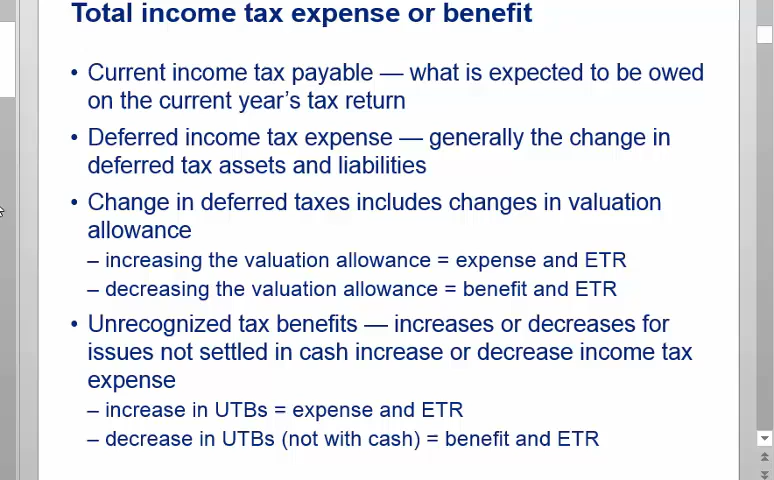 Total income tax expense or benefit
• Current income tax payable — what is expected to be owed
on the current year's tax return
• Deferred income tax expense — generally the change in
deferred tax assets and liabilities
• Change in deferred taxes includes changes in valuation
allowance
– increasing the valuation allowance = expense and ETR
– decreasing the valuation allowance = benefit and ETR
• Unrecognized tax benefits — increases or decreases for
issues not settled in cash increase or decrease income tax
expense
– increase in UTBs = expense and ETR
– decrease in UTBs (not with cash) = benefit and ETR